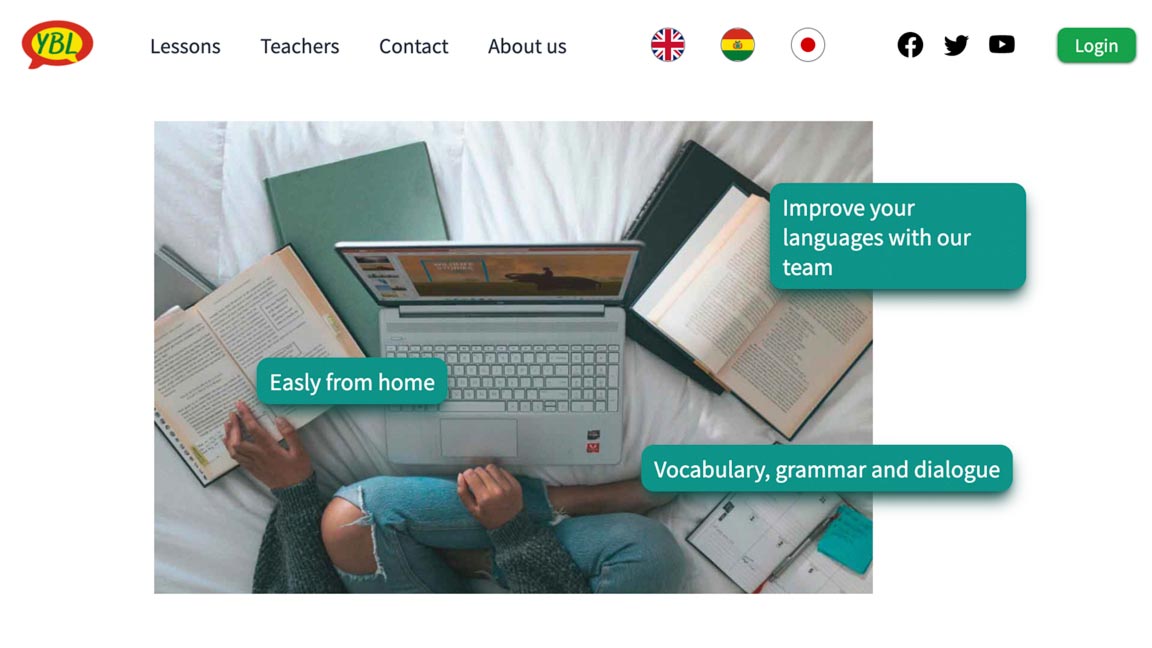 YBL
Lessons
Teachers
Contact
About us
Login
Improve your
languages with our
team
Easly from home
Vocabulary, grammar and dialogue